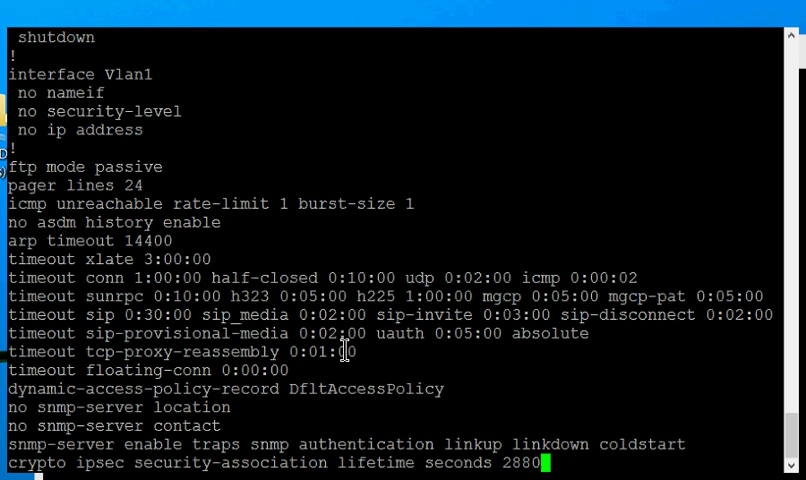 shutdown
!
interface Vlan1
no nameif
no security-level
no ip address
!
ftp mode passive
pager lines 24
icmp unreachable rate-limit 1 burst-size 1
no asdm history enable
arp timeout 14400
timeout xlate 3:00:00
timeout conn 1:00:00 half-closed 0:10:00 udp 0:02:00 icmp 0:00:02
timeout sunrpc 0:10:00 h323 0:05:00 h225 1:00:00 mgcp 0:05:00 mgcp-pat 0:05:00
timeout sip 0:30:00 sip_media 0:02:00 sip-invite 0:03:00 sip-disconnect 0:02:00
timeout sip-provisional-media 0:02:00 uauth 0:05:00 absolute
timeout tcp-proxy-reassembly 0:01:00
timeout floating-conn 0:00:00
dynamic-access-policy-record DfltAccessPolicy
no snmp-server location
no snmp-server contact
snmp-server enable traps snmp authentication linkup linkdown coldstart
crypto ipsec security-association lifetime seconds 2880